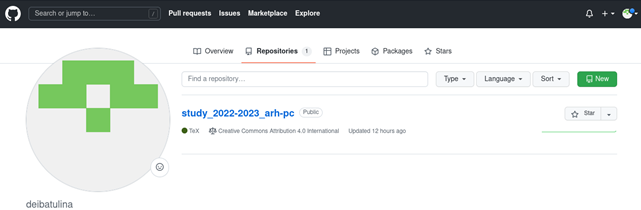 Search or jump to... /
Pull requests Issues Marketplace Explore
Overview Repositories 1 Projects Packages Stars
Find a repository... Type Language Sort New
study_2022-2023_arh-pc Public Star
TeX Creative Commons Attribution 4.0 International Updated 12 hours ago
deibatulina